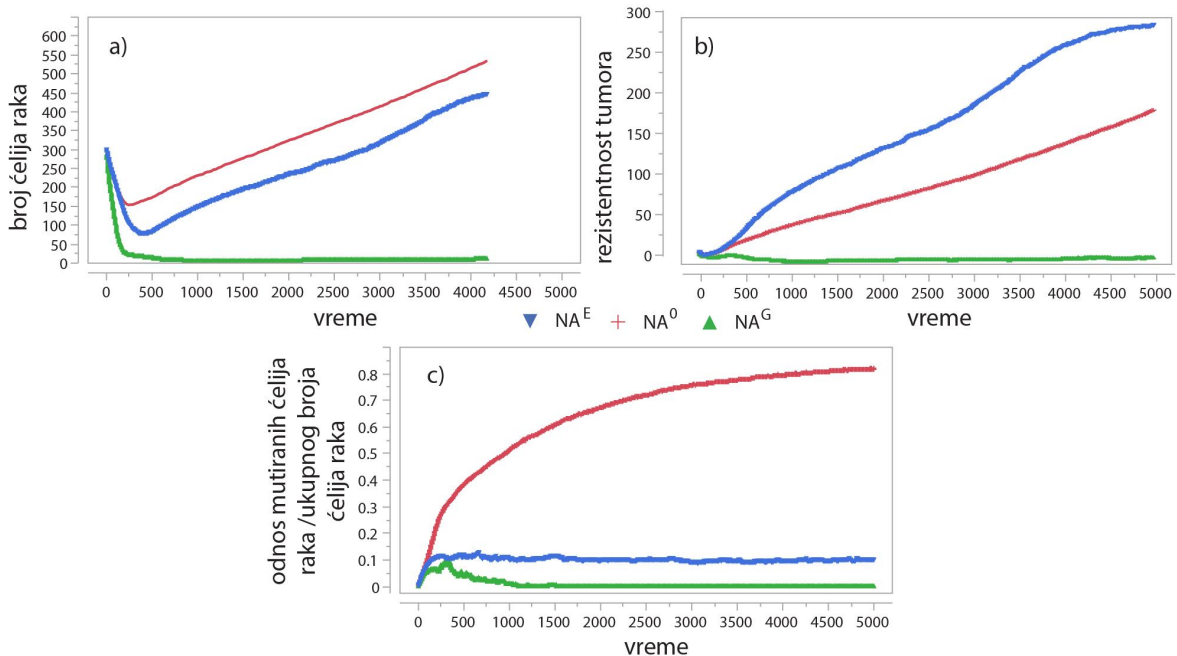 a)
broj ćelija raka
600
550
500
450
400
350
300
250
200
150
100
50
0
0 500 1000 1500 2000 2500 3000 3500 4000 4500 5000
vreme
b)
rezistentnost tumora
300
250
200
150
100
50
0
0 500 1000 1500 2000 2500 3000 3500 4000 4500 5000
vreme
NA^E NA^0 NA^G
c)
odnos mutiranih ćelija
raka /ukupnog broja
ćelija raka
0.8
0.7
0.6
0.5
0.4
0.3
0.2
0.1
0
0 500 1000 1500 2000 2500 3000 3500 4000 4500 5000
vreme